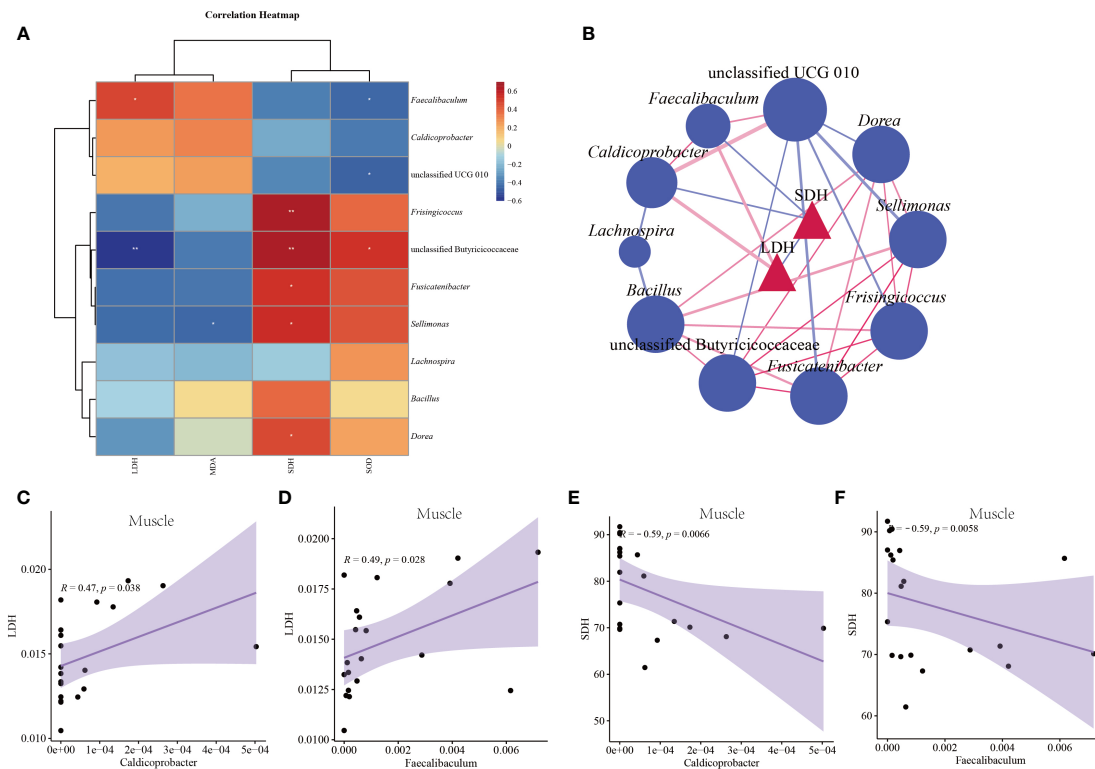 Correlation Heatmap
A
0.6
0.4
0.2
0
−0.2
−0.4
−0.6
*
*
Faecalibaculum
Caldicoprobacter
*
unclassified UCG 010
**
Frisingicoccus
**
**
*
unclassified Butyricicoccaceae
*
Fusicatenibacter
*
*
Sellimonas
Lachnospira
Bacillus
*
Dorea
LDH
MDA
SDH
SOD
B
unclassified UCG 010
Faecalibaculum
Dorea
Caldicoprobacter
SDH
Sellimonas
Lachnospira
LDH
Bacillus
Frisingicoccus
unclassified Butyricicoccaceae
Fusicatenibacter
C
Muscle
R = 0.47, p = 0.038
0.020
0.015
0.010
LDH
0e+00
1e−04
2e−04
3e−04
4e−04
5e−04
Caldicoprobacter
D
Muscle
R = 0.49, p = 0.028
0.0200
0.0175
0.0150
0.0125
0.0100
LDH
0.000
0.002
0.004
0.006
Faecalibaculum
E
Muscle
R = − 0.59, p = 0.0066
90
80
70
60
50
SDH
0e+00
1e−04
2e−04
3e−04
4e−04
5e−04
Caldicoprobacter
F
Muscle
= − 0.59, p = 0.0058
90
80
70
60
SDH
0.000
0.002
0.004
0.006
Faecalibaculum